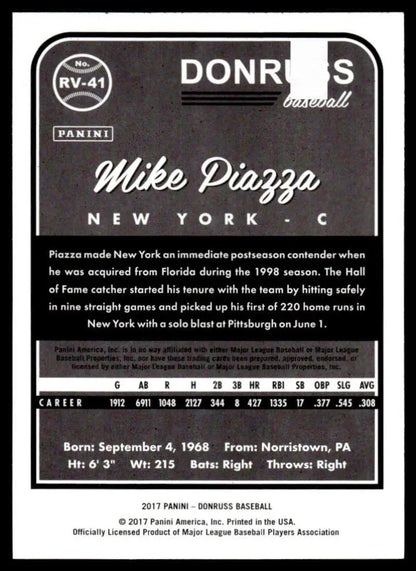 No.
RV-41
DONRUSS
baseball
PANINI
Mike Piazza
NEW YORK - C
Piazza made New York an immediate postseason contender when
he was acquired from Florida during the 1998 season. The Hall
of Fame catcher started his tenure with the team by hitting safely
in nine straight games and picked up his first of 220 home runs in
New York with a solo blast at Pittsburgh on June 1.
Panini America, Inc. is in no way affiliated with either Major League Baseball or Major League
Baseball Properties, Inc. nor have these trading cards been prepared, approved, endorsed, or
licensed by either Major League Baseball or Major League Baseball Properties, Inc.
G AB R H 2B 3B HR RBI SB OBP SLG AVG
CAREER 1912 6911 1048 2127 344 8 427 1335 17 .377 .545 .308
Born: September 4, 1968 From: Norristown, PA
Ht: 6' 3" Wt: 215 Bats: Right Throws: Right
2017 PANINI – DONRUSS BASEBALL
© 2017 Panini America, Inc. Printed in the USA.
Officially Licensed Product of Major League Baseball Players Association